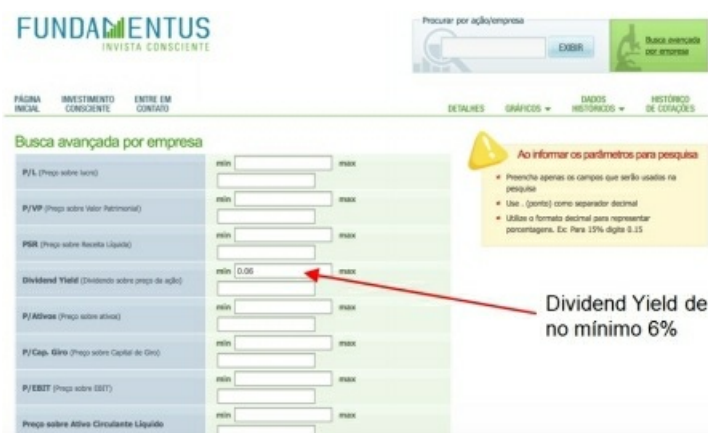 FUNDAMENTUS
INVISTA CONSCIENTE
Procurar por ação/empresa
EXIBIR
Busca avançada
por empresa
PÁGINA
INICIAL
INVESTIMENTO
CONSCIENTE
ENTRE EM
CONTATO
DETALHES
GRÁFICOS
DADOS
HISTÓRICOS
HISTÓRICO
DE COTAÇÕES
Busca avançada por empresa
P/L (Preço sobre lucro)
min
max
P/VP (Preço sobre Valor Patrimonial)
min
max
PSR (Preço sobre Receita Líquida)
min
max
Dividend Yield (Dividendo sobre preço da ação)
min 0.06
max
P/Ativos (Preço sobre ativos)
min
max
P/Cap. Giro (Preço sobre Capital de Giro)
min
max
P/EBIT (Preço sobre EBIT)
min
max
Preço sobre Ativo Circulante Líquido
min
max
Ao informar os parâmetros para pesquisa
Preencha apenas os campos que serão usados na
pesquisa
Use . (ponto) como separador decimal
Utilize o formato decimal para representar
porcentagens. Ex: Para 15% digite 0.15
Dividend Yield de
no mínimo 6%